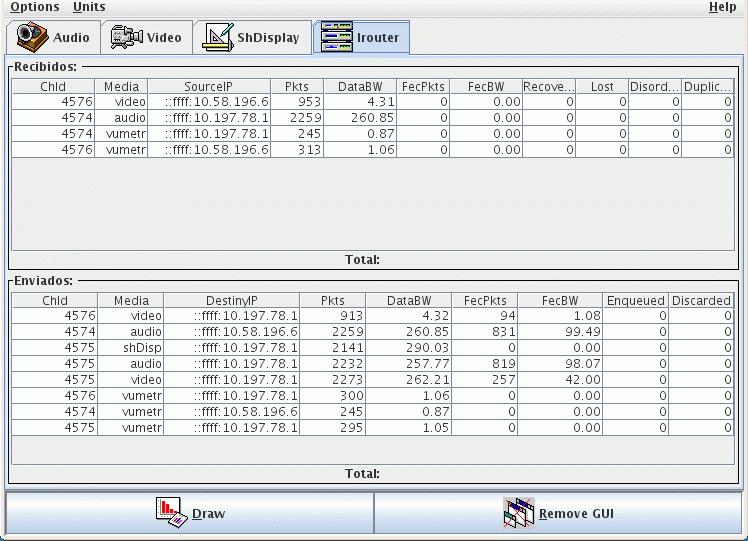 Options Units Help
Audio Video ShDisplay Irouter
Recibidos:
ChId Media SourceIP Pkts DataBW FecPkts FecBW Recove... Lost Disord... Duplic...
4576 video ::ffff:10.58.196.6 953 4.31 0 0.00 0 0 0 0
4574 audio ::ffff:10.197.78.1 2259 260.85 0 0.00 0 0 0 0
4574 vumetr ::ffff:10.197.78.1 245 0.87 0 0.00 0 0 0 0
4576 vumetr ::ffff:10.58.196.6 313 1.06 0 0.00 0 0 0 0
Total:
Enviados:
ChId Media DestinyIP Pkts DataBW FecPkts FecBW Enqueued Discarded
4576 video ::ffff:10.197.78.1 913 4.32 94 1.08 0 0
4574 audio ::ffff:10.58.196.6 2259 260.85 831 99.49 0 0
4575 shDisp ::ffff:10.197.78.1 2141 290.03 0 0.00 0 0
4575 audio ::ffff:10.197.78.1 2232 257.77 819 98.07 0 0
4575 video ::ffff:10.197.78.1 2273 262.21 257 42.00 0 0
4576 vumetr ::ffff:10.197.78.1 300 1.06 0 0.00 0 0
4574 vumetr ::ffff:10.58.196.6 245 0.87 0 0.00 0 0
4575 vumetr ::ffff:10.197.78.1 295 1.05 0 0.00 0 0
Total:
Draw Remove GUI